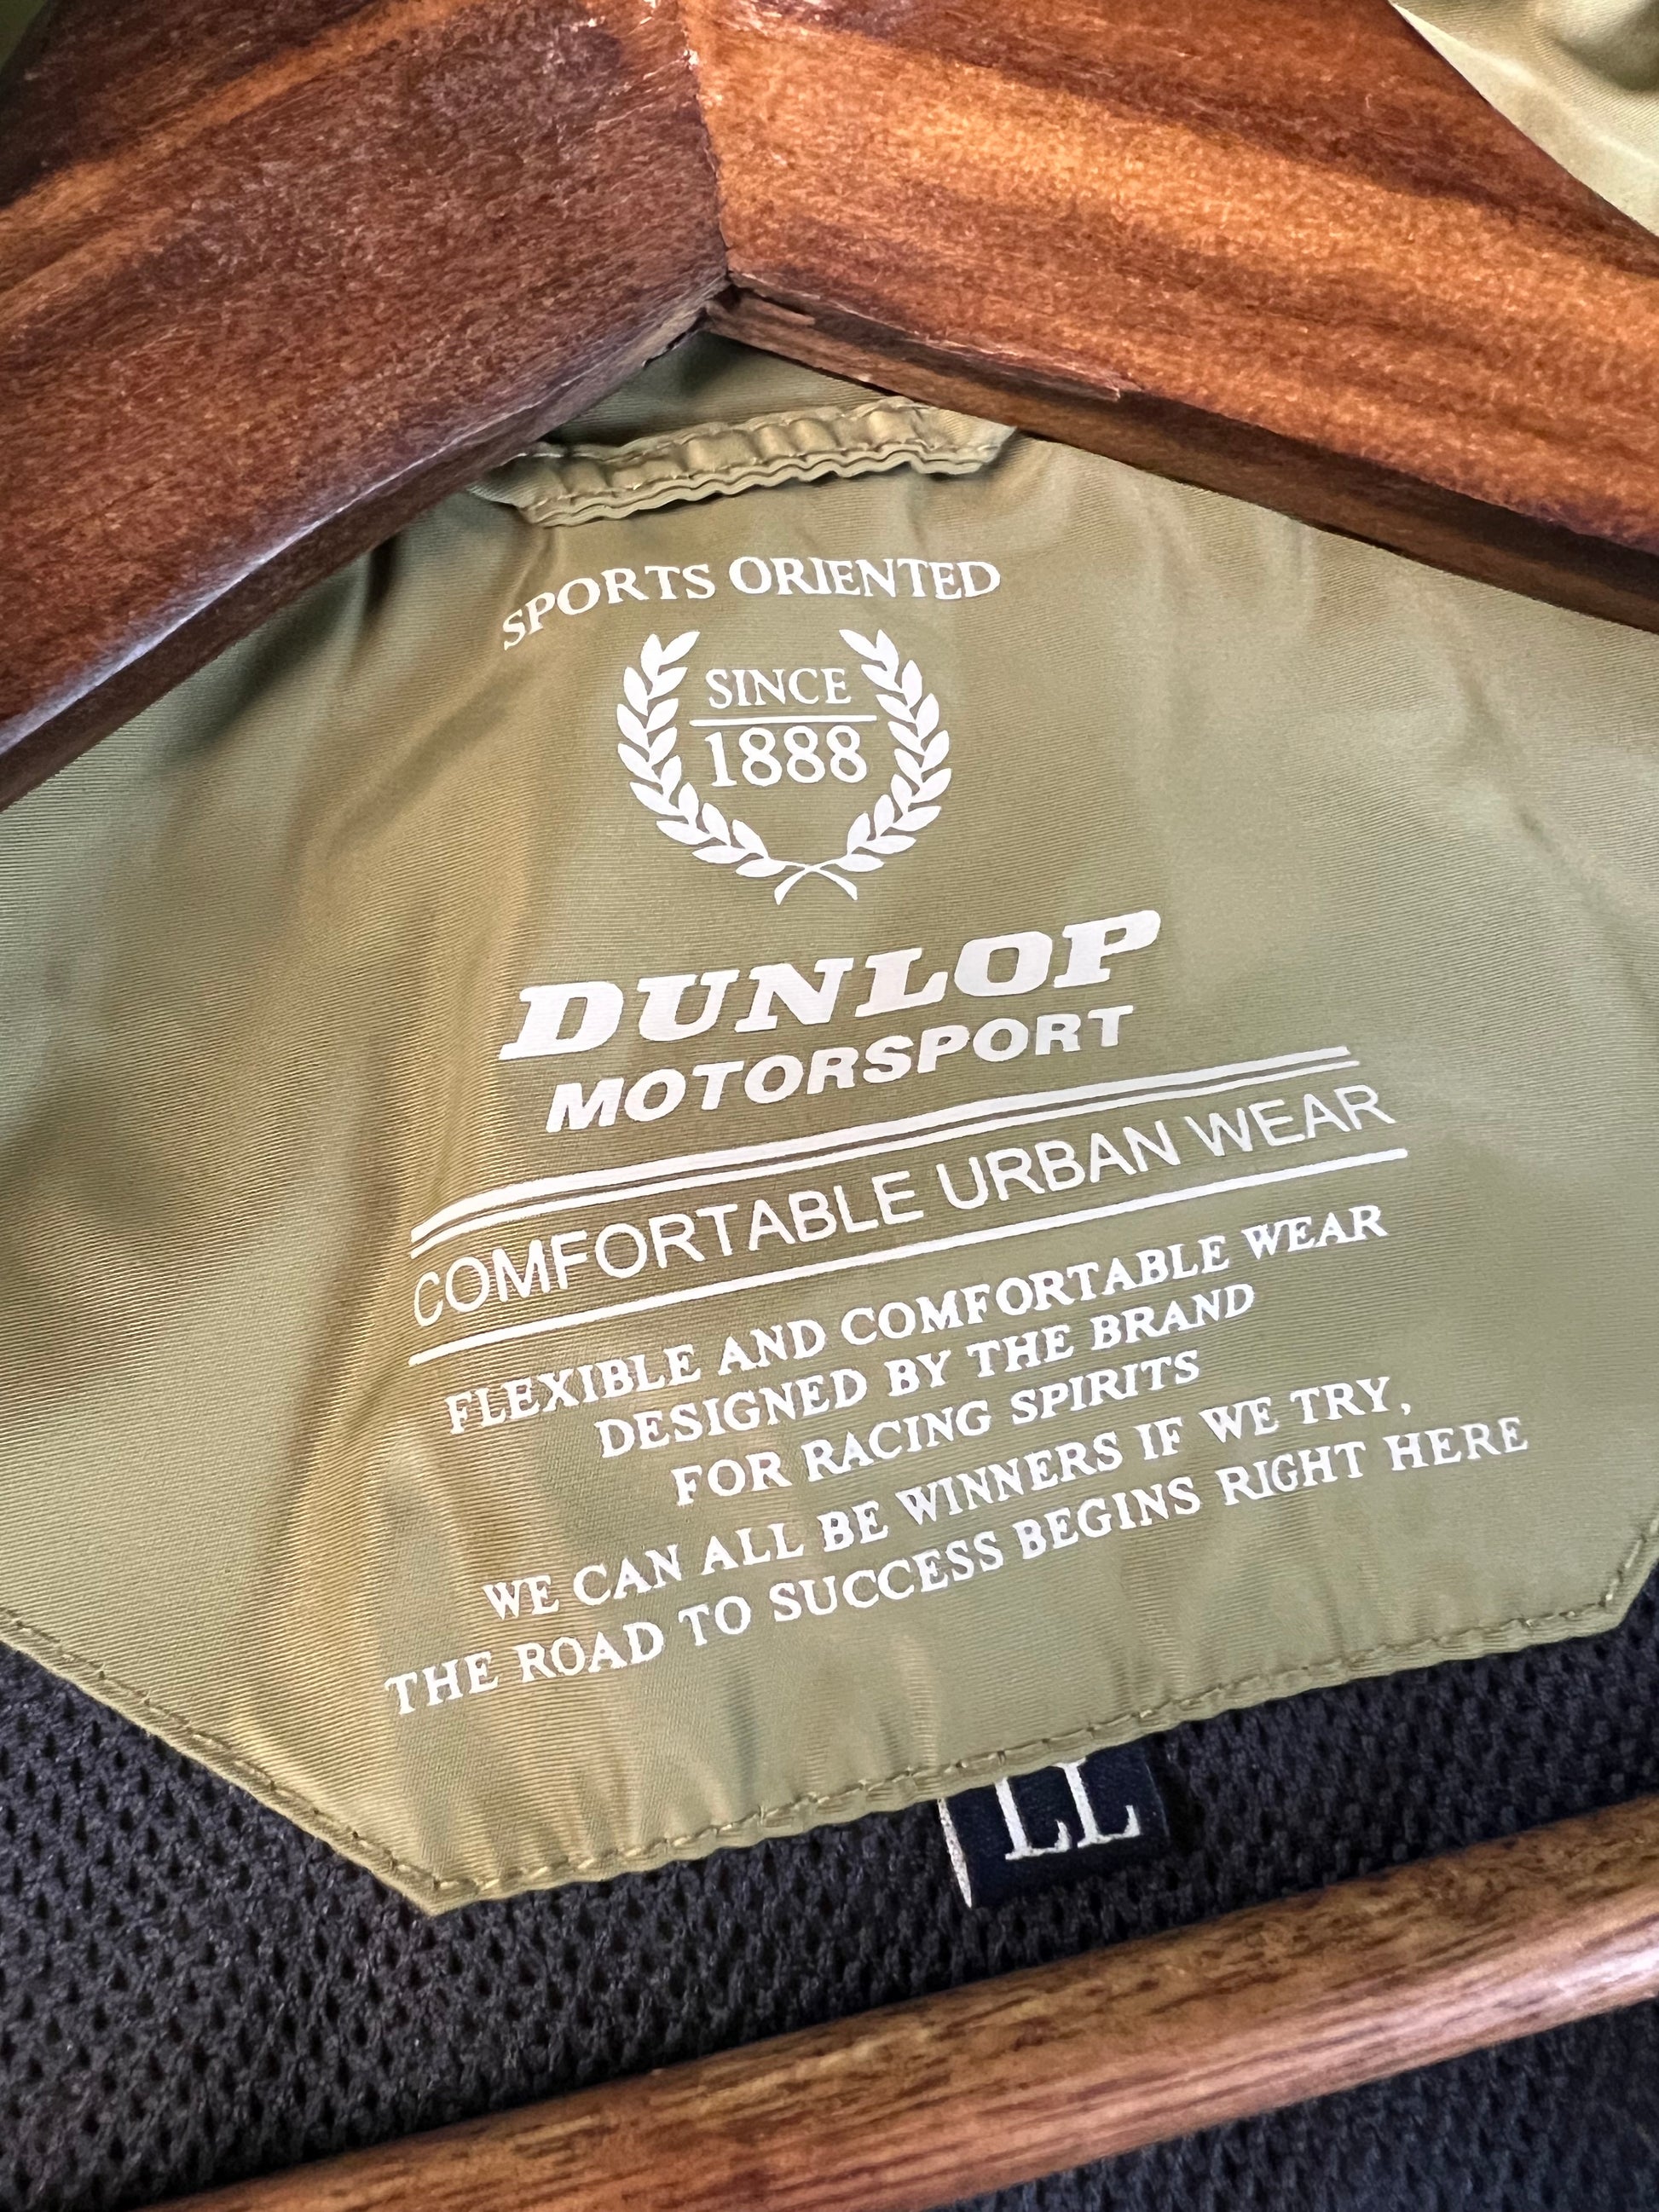 SPORTS ORIENTED
SINCE
1888
DUNLOP
MOTORSPORT
COMFORTABLE URBAN WEAR
FLEXIBLE AND COMFORTABLE WEAR
DESIGNED BY THE BRAND
FOR RACING SPIRITS
WE CAN ALL BE WINNERS IF WE TRY,
THE ROAD TO SUCCESS BEGINS RIGHT HERE
LL